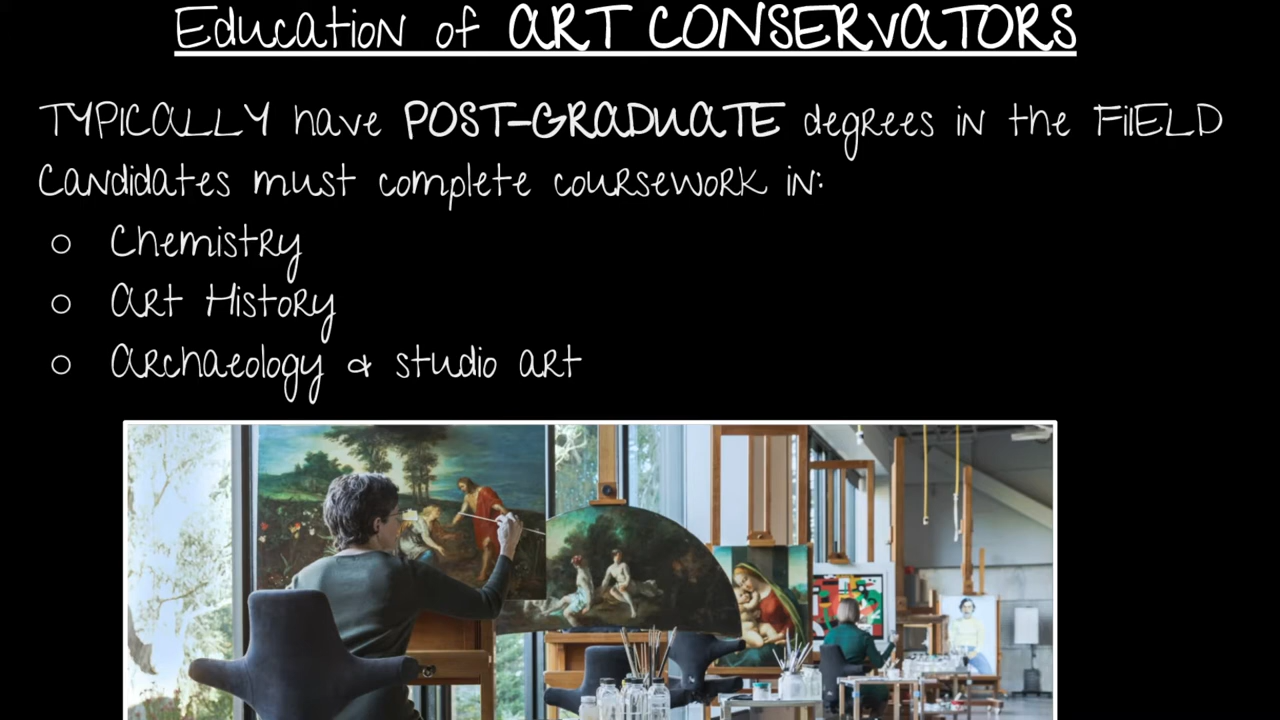 Education of ART CONSERVATORS
TYPICALLY have POST-GRADUATE degrees in the FiIELD
Candidates must complete coursework in:
○ Chemistry
○ Art History
○ Archaeology & studio art